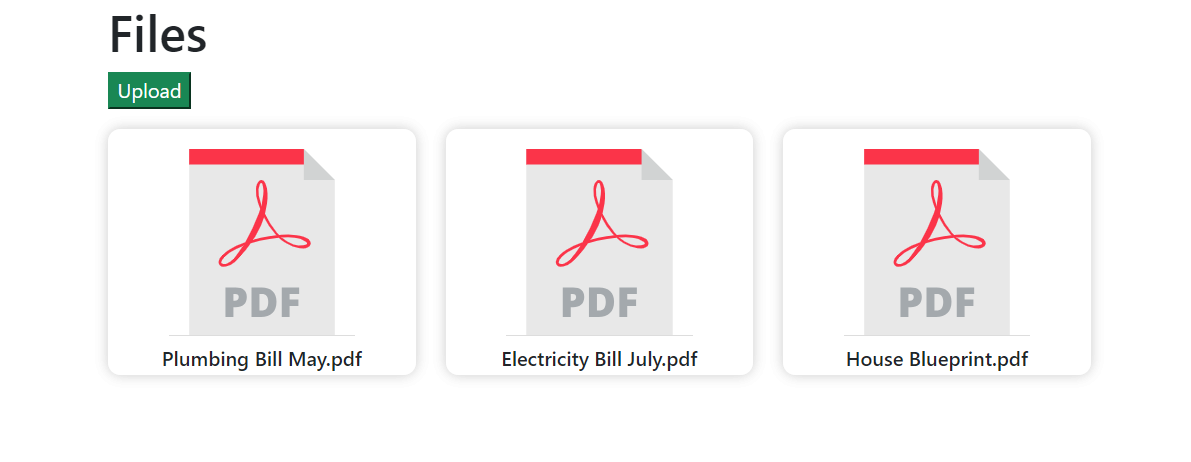 Files
Upload
PDF
PDF
PDF
Plumbing Bill May.pdf
Electricity Bill July.pdf
House Blueprint.pdf